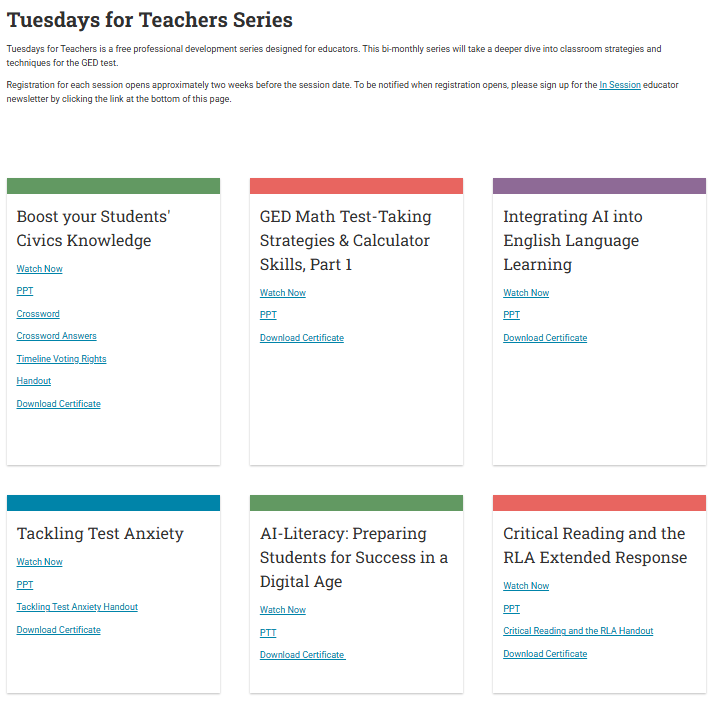 Tuesdays for Teachers Series
Tuesdays for Teachers is a free professional development series designed for educators. This bi-monthly series will take a deeper dive into classroom strategies and
techniques for the GED test.
Registration for each session opens approximately two weeks before the session date. To be notified when registration opens, please sign up for the In Session educator
newsletter by clicking the link at the bottom of this page.
Boost your Students'
Civics Knowledge
Watch Now
PPT
Crossword
Crossword Answers
Timeline Voting Rights
Handout
Download Certificate
GED Math Test-Taking
Strategies & Calculator
Skills, Part 1
Watch Now
PPT
Download Certificate
Integrating AI into
English Language
Learning
Watch Now
PPT
Download Certificate
Tackling Test Anxiety
Watch Now
PPT
Tackling Test Anxiety Handout
Download Certificate
AI-Literacy: Preparing
Students for Success in a
Digital Age
Watch Now
PTT
Download Certificate
Critical Reading and the
RLA Extended Response
Watch Now
PPT
Critical Reading and the RLA Handout
Download Certificate